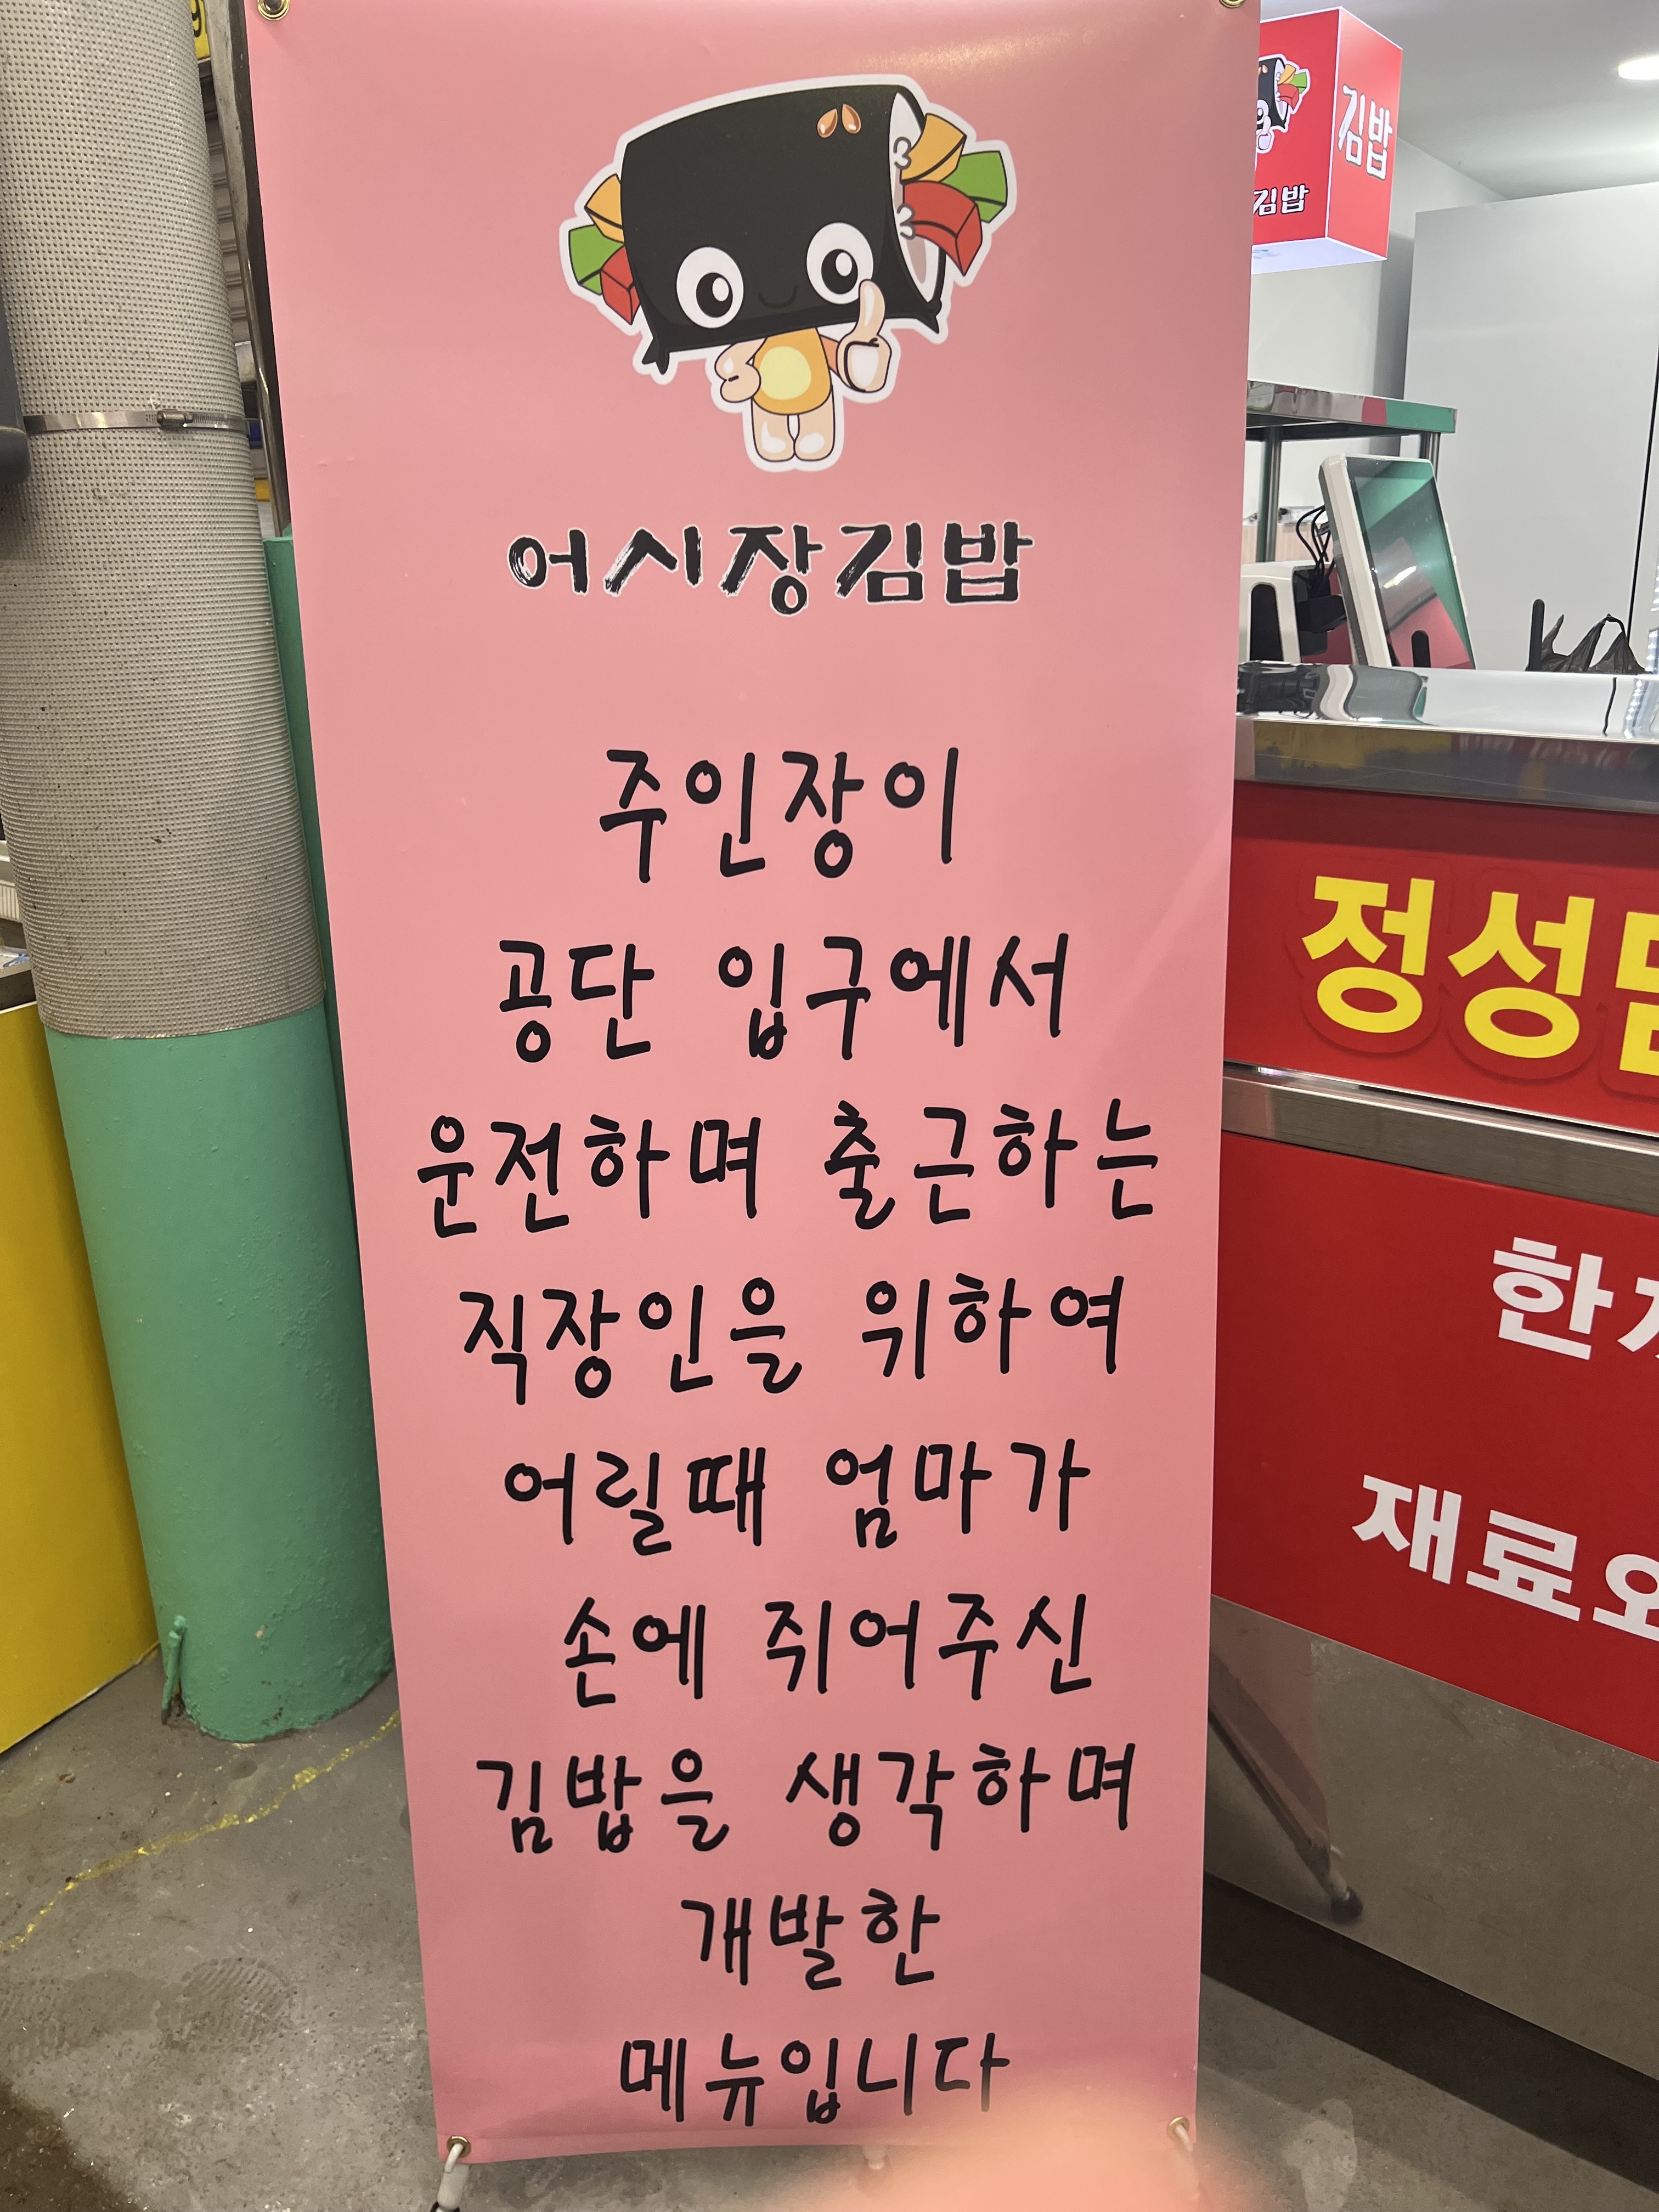 어시장김밥
주인장이
공단 입구에서
운전하며 출근하는
직장인을 위하여
어릴때 엄마가
손에 쥐어주신
김밥을 생각하며
개발한
메뉴입니다
김밥
김밥
정성
한
재료